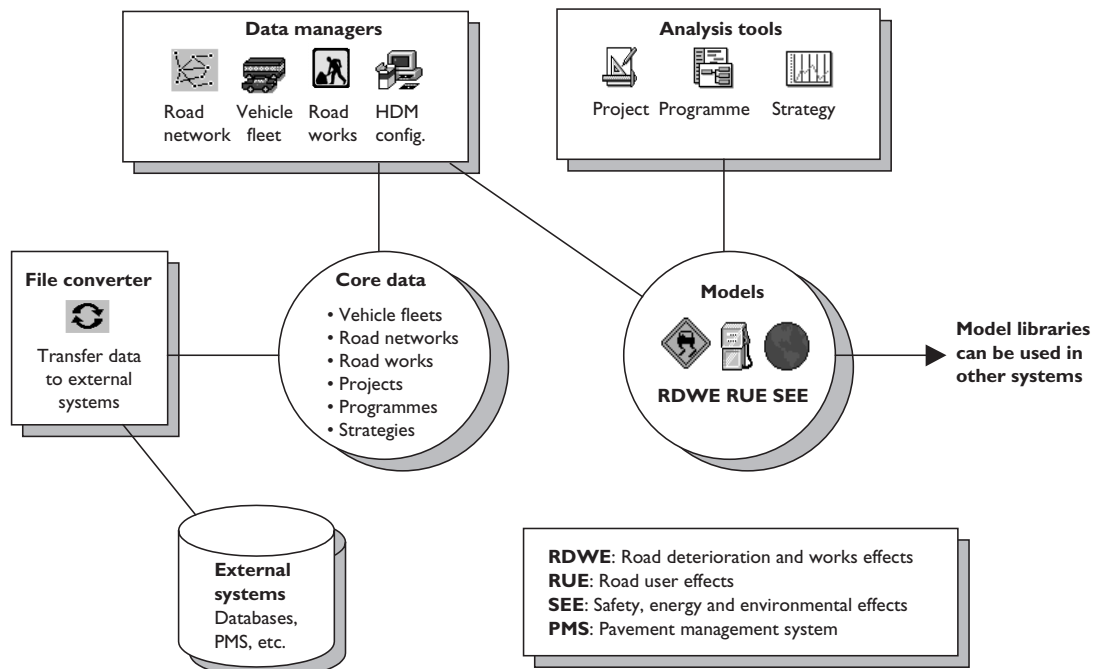 Data managers
Road network
Vehicle fleet
Road works
HDM config.
Analysis tools
Project
Programme
Strategy
File converter
Transfer data
to external
systems
Core data
• Vehicle fleets
• Road networks
• Road works
• Projects
• Programmes
• Strategies
Models
RDWE RUE SEE
Model libraries
can be used in
other systems
External
systems
Databases,
PMS, etc.
RDWE: Road deterioration and works effects
RUE: Road user effects
SEE: Safety, energy and environmental effects
PMS: Pavement management system